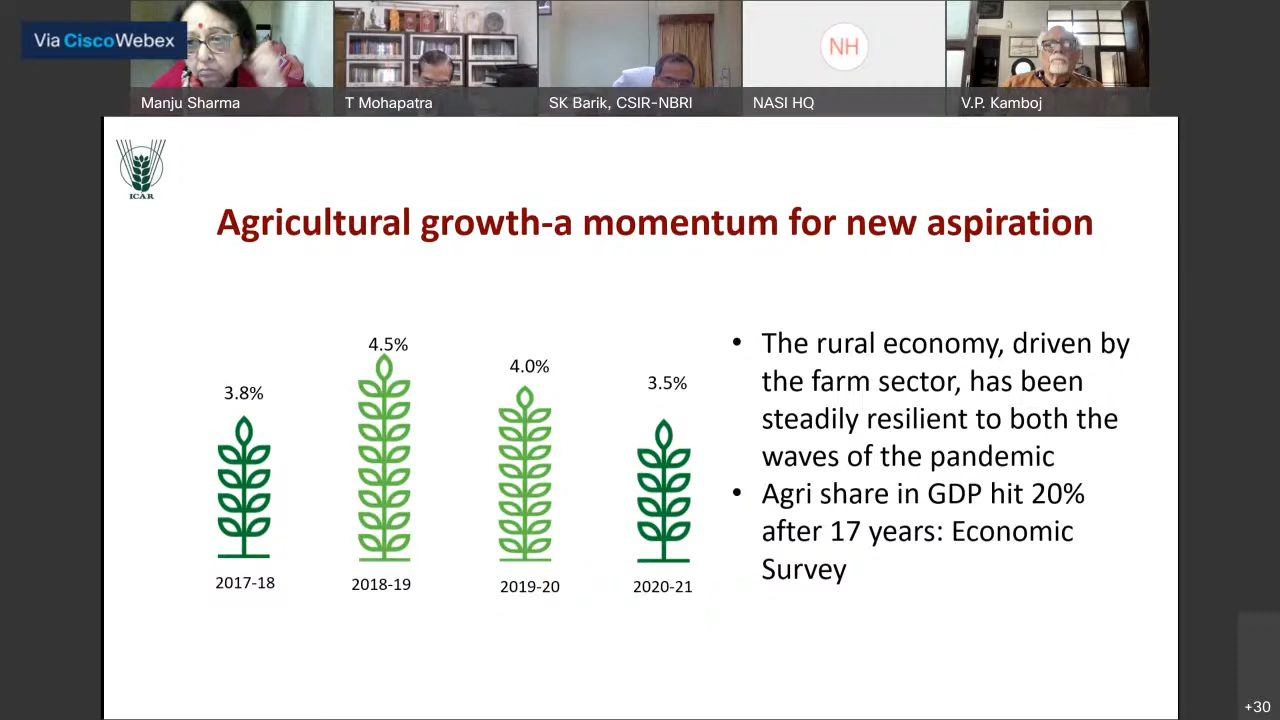 Via CiscoWebex
Manju Sharma
T Mohapatra
SK Barik, CSIR-NBRI
NH
NASI HQ
V.P. Kamboj
ICAR
Agricultural growth-a momentum for new aspiration
3.8%
4.5%
4.0%
3.5%
2017-18
2018-19
2019-20
2020-21
• The rural economy, driven by
the farm sector, has been
steadily resilient to both the
waves of the pandemic
• Agri share in GDP hit 20%
after 17 years: Economic
Survey
+30